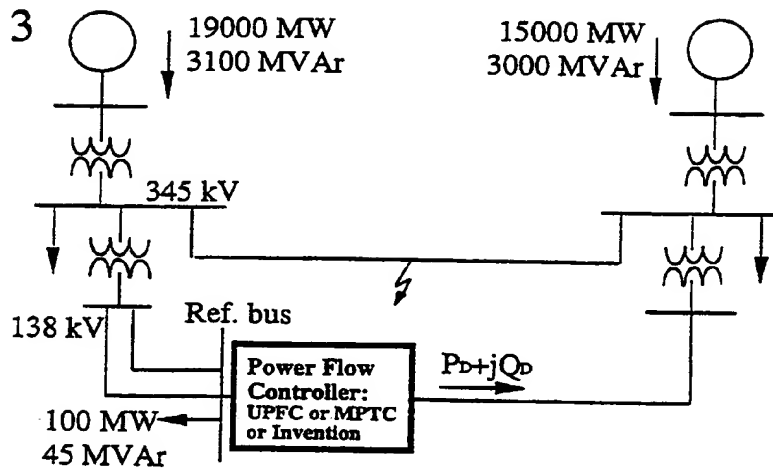 3
19000 MW
3100 MVAr
15000 MW
3000 MVAr
345 kV
138 kV
Ref. bus
Power Flow
Controller:
UPFC or MPTC
or Invention
PD+jQD
100 MW
45 MVAr